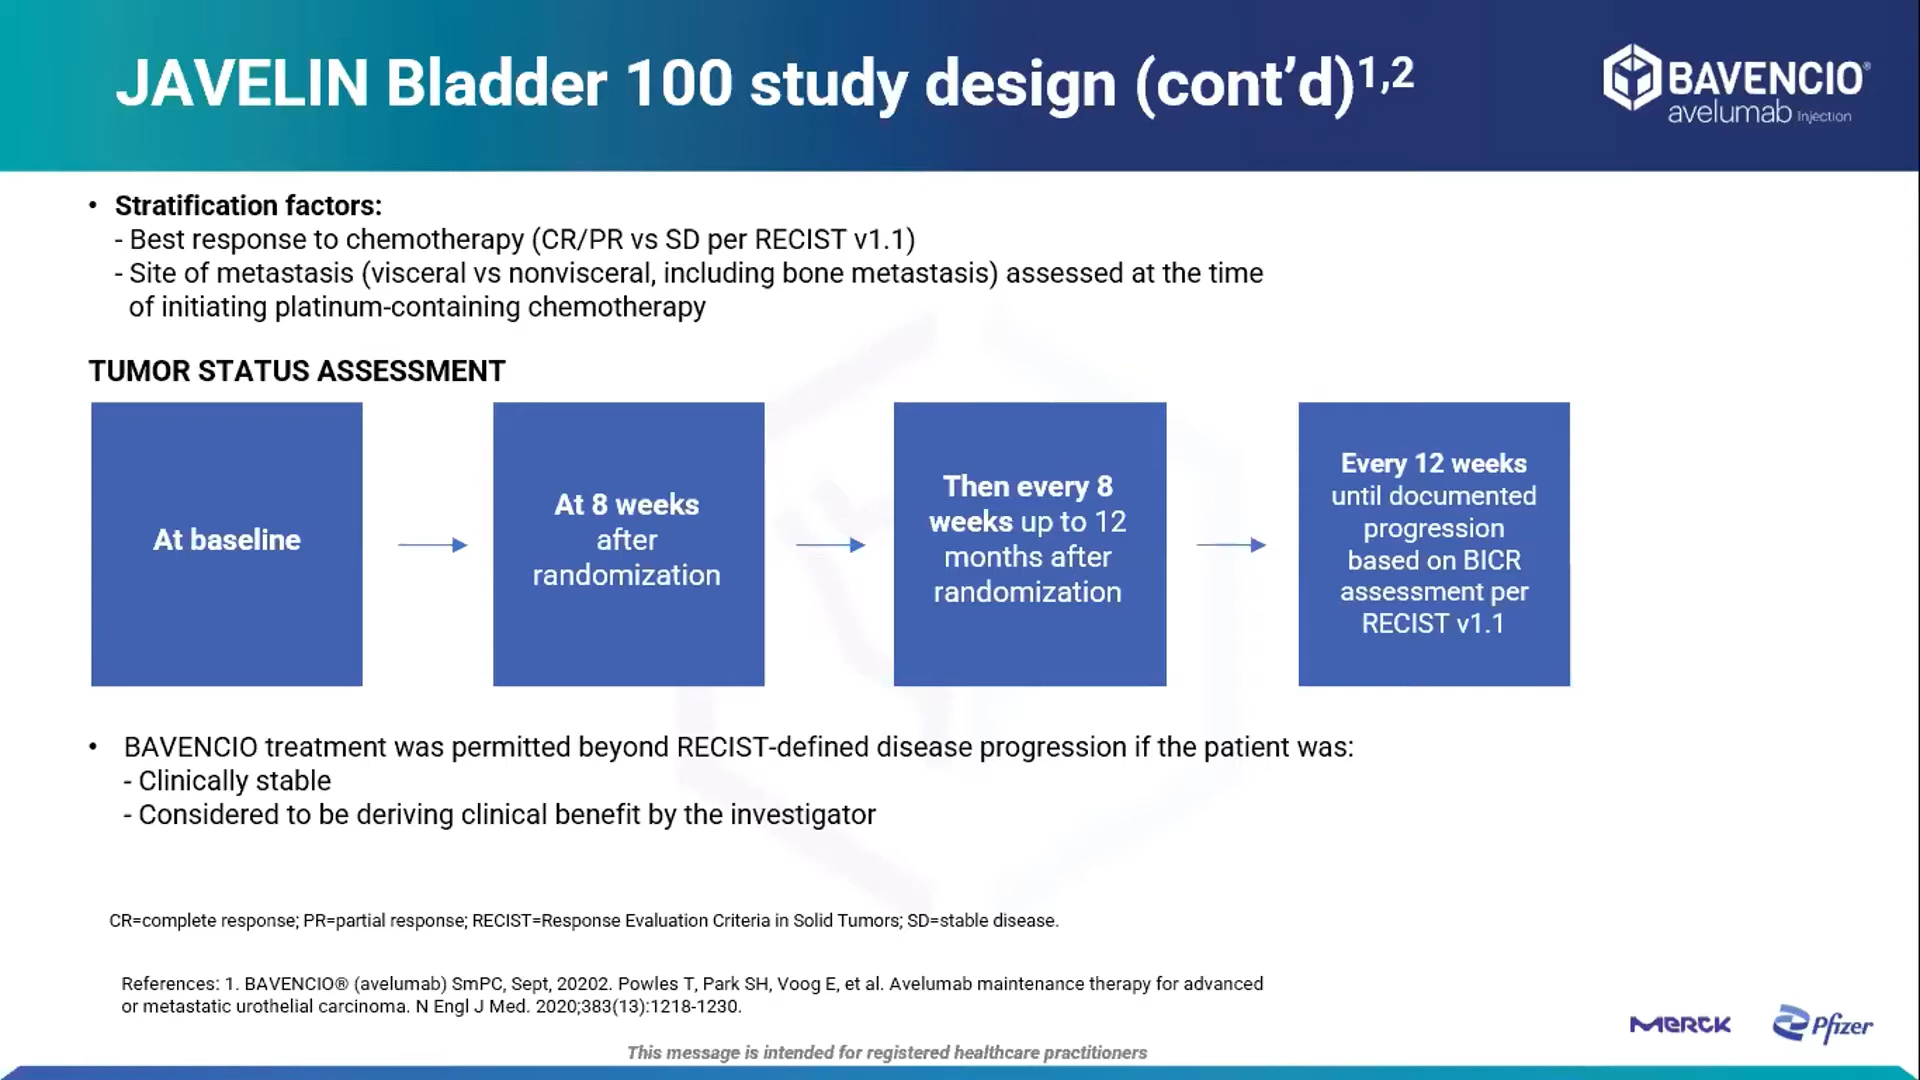 JAVELIN Bladder 100 study design (cont’d)1,2
BAVENCIO®
avelumab Injection
• Stratification factors:
- Best response to chemotherapy (CR/PR vs SD per RECIST v1.1)
- Site of metastasis (visceral vs nonvisceral, including bone metastasis) assessed at the time
of initiating platinum-containing chemotherapy
TUMOR STATUS ASSESSMENT
At baseline
At 8 weeks
after
randomization
Then every 8
weeks up to 12
months after
randomization
Every 12 weeks
until documented
progression
based on BICR
assessment per
RECIST v1.1
• BAVENCIO treatment was permitted beyond RECIST-defined disease progression if the patient was:
- Clinically stable
- Considered to be deriving clinical benefit by the investigator
CR=complete response; PR=partial response; RECIST=Response Evaluation Criteria in Solid Tumors; SD=stable disease.
References: 1. BAVENCIO® (avelumab) SmPC, Sept, 20202. Powles T, Park SH, Voog E, et al. Avelumab maintenance therapy for advanced
or metastatic urothelial carcinoma. N Engl J Med. 2020;383(13):1218-1230.
MERCK
Pfizer
This message is intended for registered healthcare practitioners